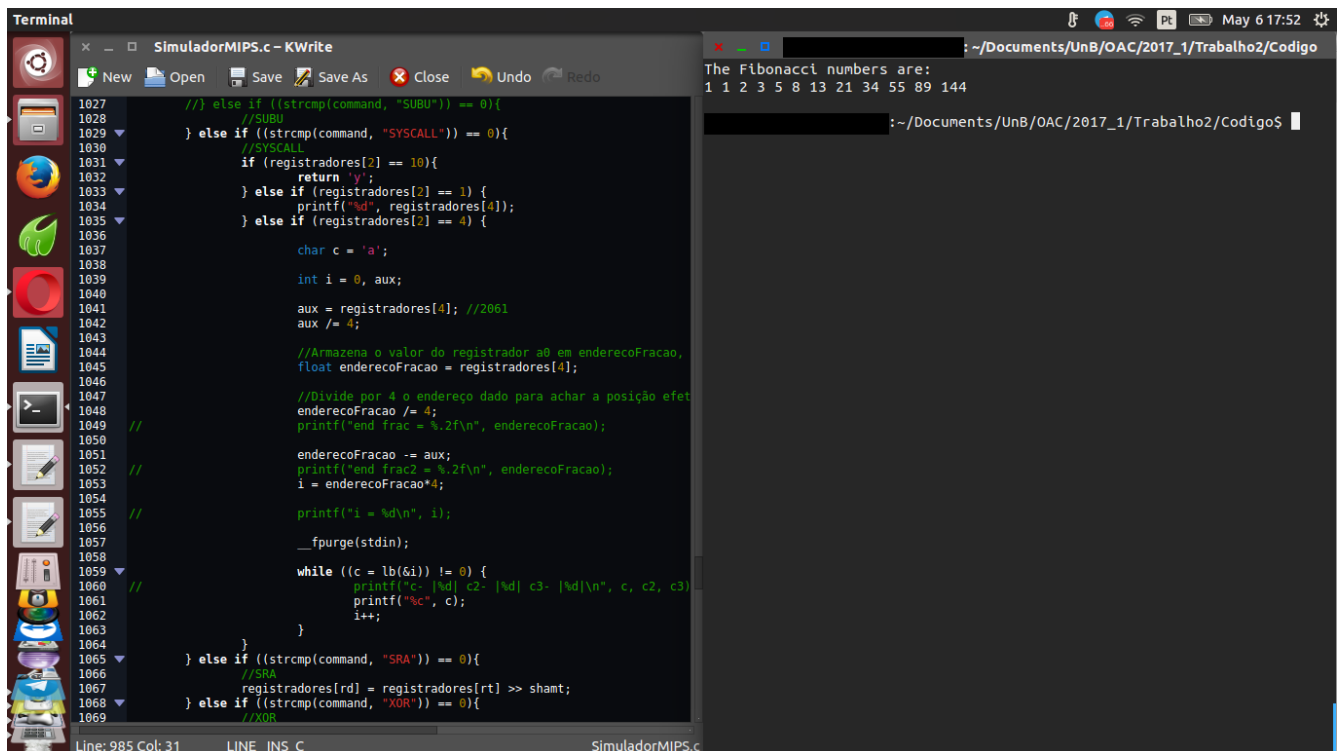 Terminal
Pt
May 6 17:52
SimuladorMIPS.c – KWrite
New Open Save Save As Close Undo Redo
1027 //} else if ((strcmp(command, "SUBU")) == 0){
1028 //SUBU
1029 } else if ((strcmp(command, "SYSCALL")) == 0){
1030 //SYSCALL
1031 if (registradores[2] == 10){
1032 return 'y';
1033 } else if (registradores[2] == 1) {
1034 printf("%d", registradores[4]);
1035 } else if (registradores[2] == 4) {
1036
1037 char c = 'a';
1038
1039 int i = 0, aux;
1040
1041 aux = registradores[4]; //2061
1042 aux /= 4;
1043
1044 //Armazena o valor do registrador a0 em enderecoFracao,
1045 float enderecoFracao = registradores[4];
1046
1047 //Divide por 4 o endereço dado para achar a posição efet
1048 enderecoFracao /= 4;
1049 // printf("end frac = %.2f\n", enderecoFracao);
1050
1051 enderecoFracao -= aux;
1052 // printf("end frac2 = %.2f\n", enderecoFracao);
1053 i = enderecoFracao*4;
1054
1055 // printf("i = %d\n", i);
1056
1057 __fpurge(stdin);
1058
1059 while ((c = lb(&i)) != 0) {
1060 // printf("c- |%d| c2- |%d| c3- |%d|\n", c, c2, c3)
1061 printf("%c", c);
1062 i++;
1063 }
1064 }
1065 } else if ((strcmp(command, "SRA")) == 0){
1066 //SRA
1067 registradores[rd] = registradores[rt] >> shamt;
1068 } else if ((strcmp(command, "XOR")) == 0){
1069 //XOR
Line: 985 Col: 31 LINE INS C SimuladorMIPS.c
: ~/Documents/UnB/OAC/2017_1/Trabalho2/Codigo
The Fibonacci numbers are:
1 1 2 3 5 8 13 21 34 55 89 144
:~/Documents/UnB/OAC/2017_1/Trabalho2/Codigo$